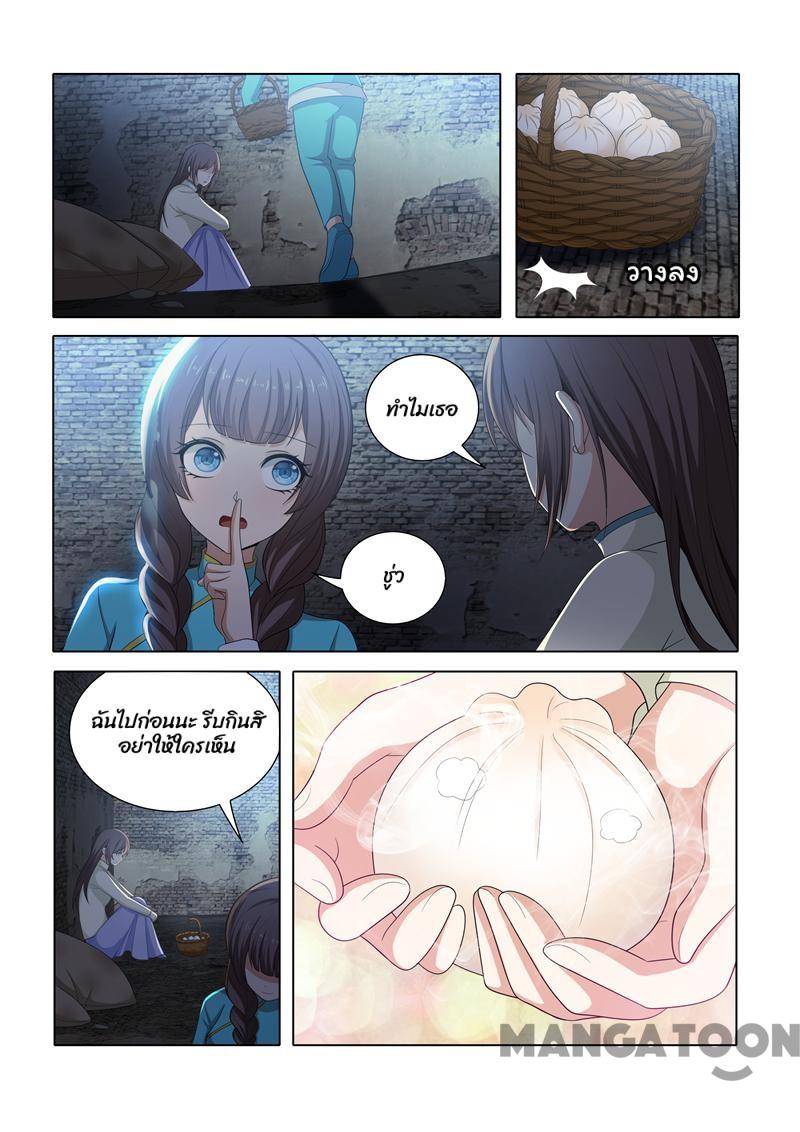 วางลง
ทำไมเธอ
ชู่ว
ฉันไปก่อนนะ รีบกินสิ
อย่าให้ใครเห็น
MANGATOON